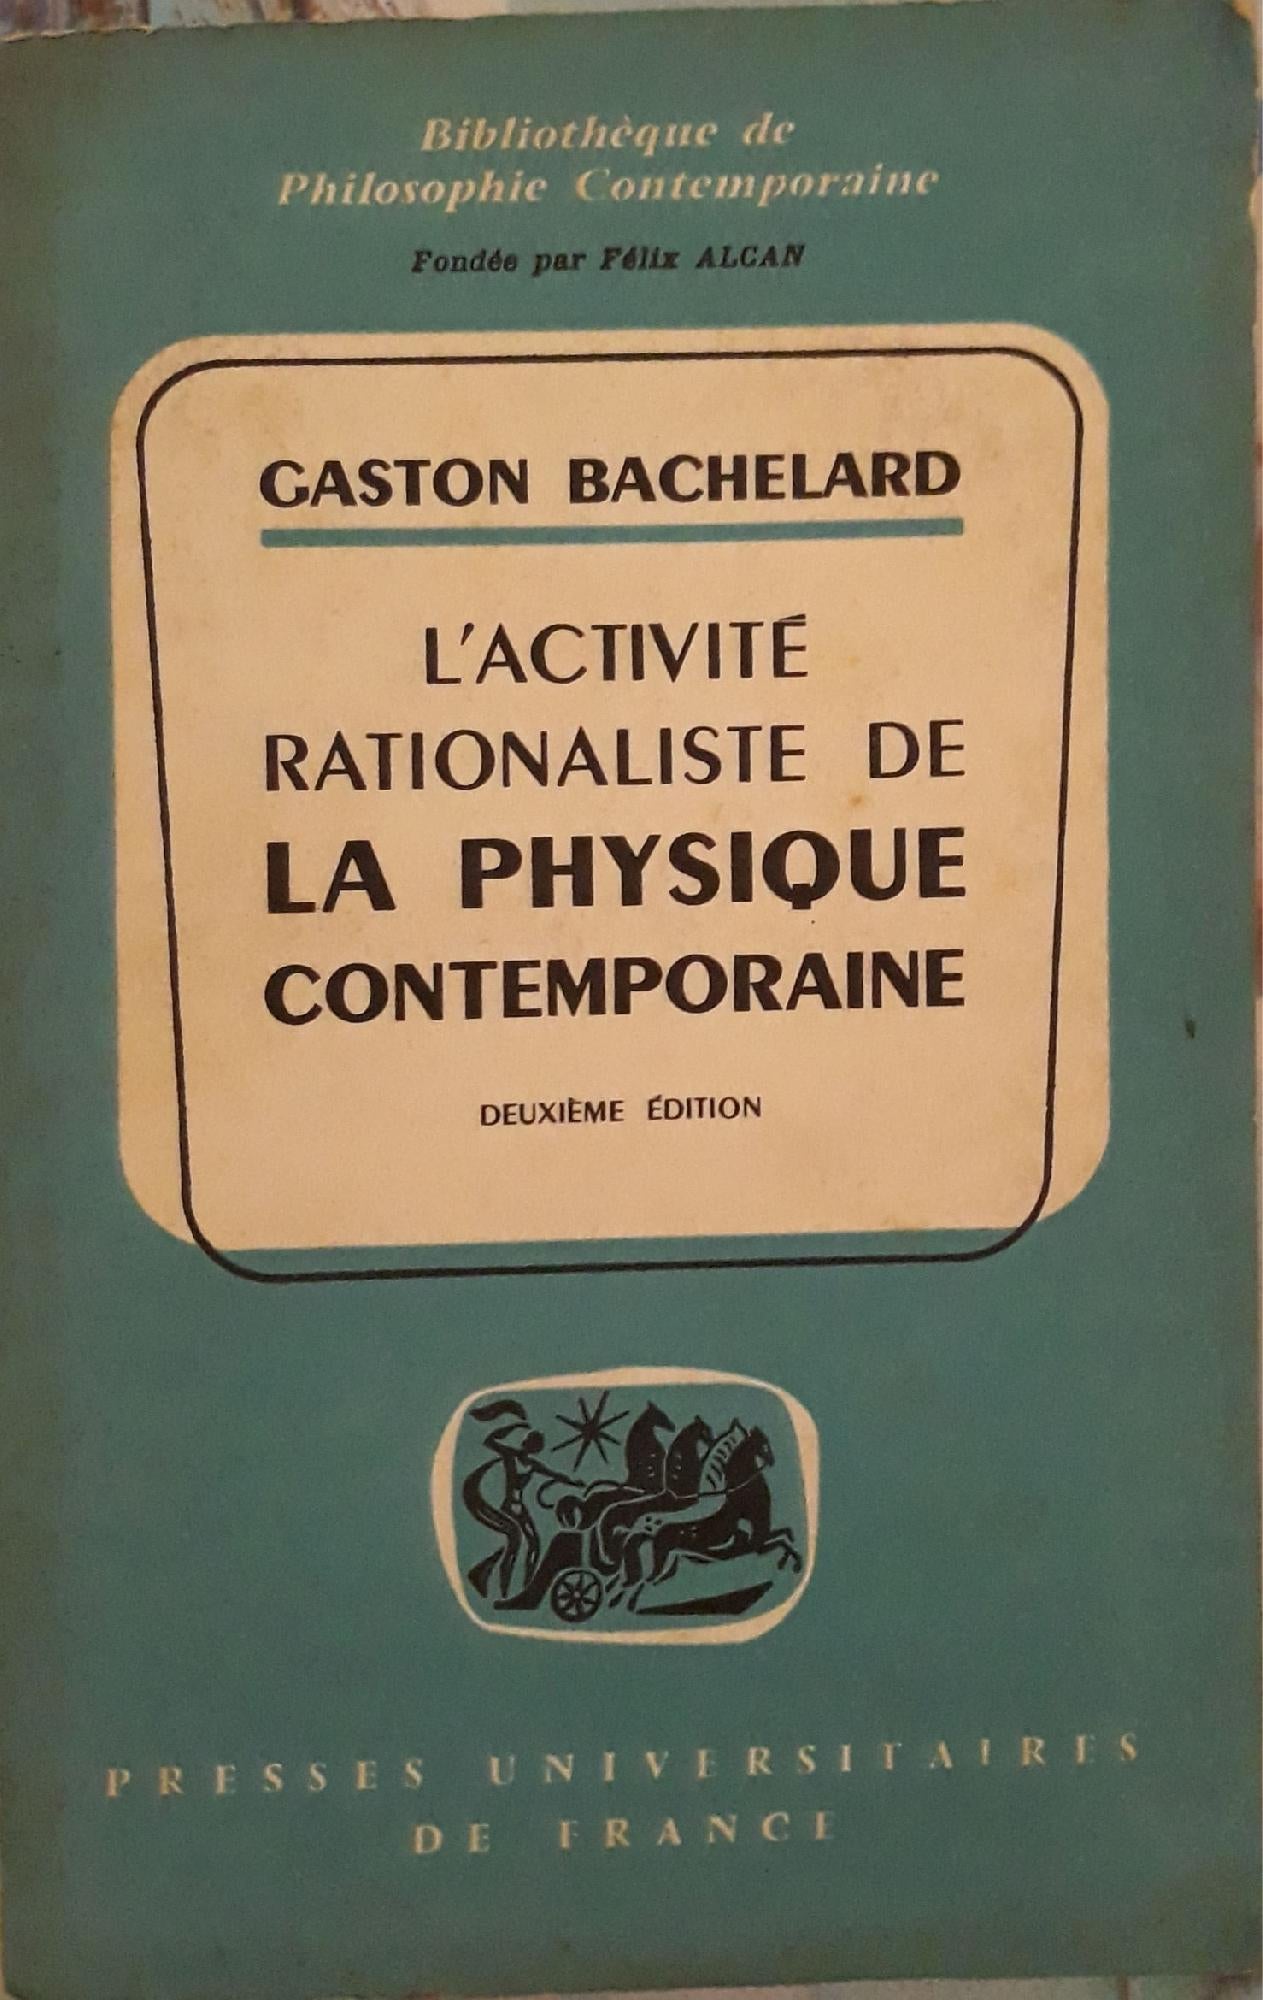 Bibliothèque de
Philosophie Contemporaine
Fondée par Félix ALCAN
GASTON BACHELARD
L'ACTIVITÉ
RATIONALISTE DE
LA PHYSIQUE
CONTEMPORAINE
DEUXIÈME ÉDITION
PRESSES UNIVERSITAIRES
DE FRANCE